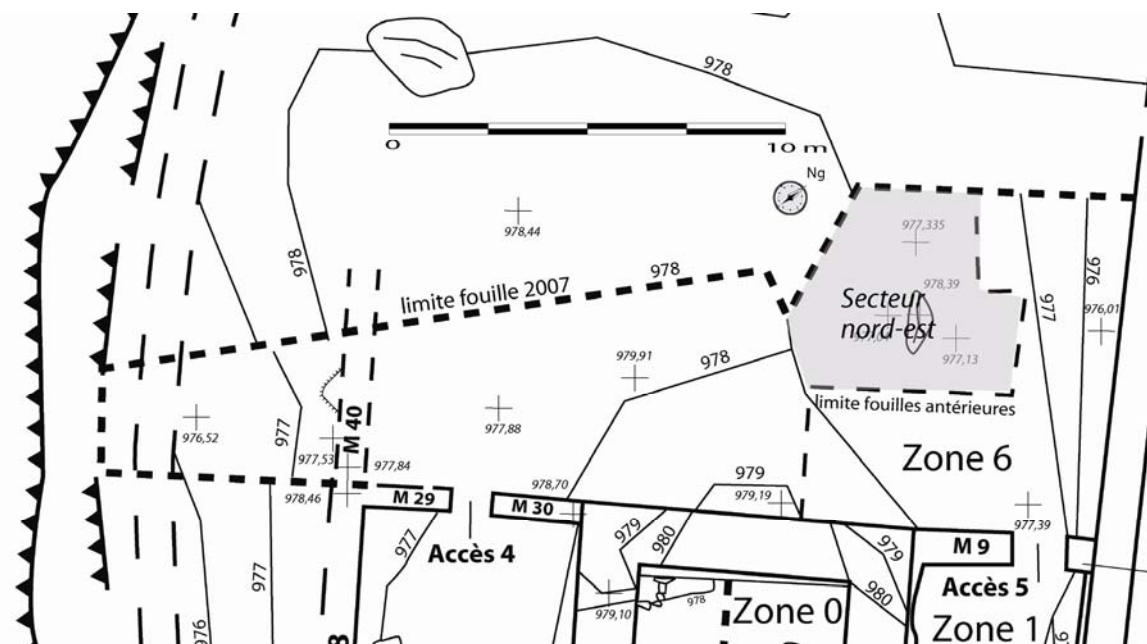 978
0
10 m
Ng
978,44
977,335
978
978
976
978,39
limite fouille 2007
Secteur
nord-est
977
976,01
977,13
979,91
978
limite fouilles antérieures
976,52
977
M 40
977,88
977,53
977,84
Zone 6
979
978,46
M 29
978,70
M 30
979,19
977,39
977
Accès 4
979
980
979
M 9
977
980
Accès 5
976
979,10
978
Zone 0
Zone 1